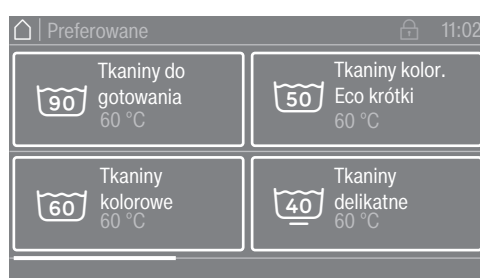 Preferowane 11:02
Tkaniny do
gotowania
90
60 °C
Tkaniny kolor.
Eco krótki
50
60 °C
Tkaniny
kolorowe
60
60 °C
Tkaniny
delikatne
40
60 °C